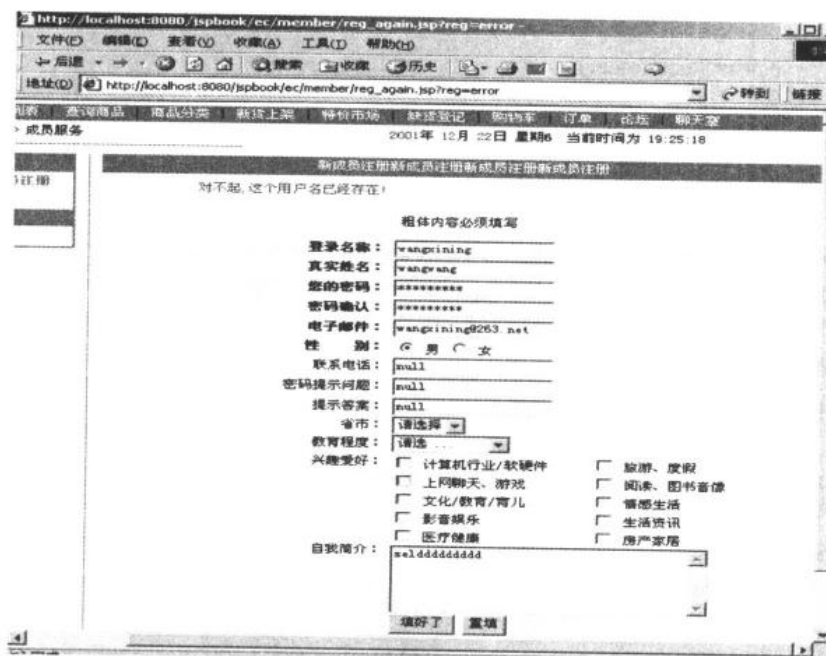 http://localhost:8080/jspbook/ec/member/reg_again.jsp?reg=error -
文件(F) 编辑(E) 查看(V) 收藏(A) 工具(T) 帮助(H)
后退 搜索 收藏 历史
地址(D) http://localhost:8080/jspbook/ec/member/reg_again.jsp?reg=error 转到 链接
查询商品 商品分类 新货上架 特价市场 缺货登记 购物车 订单 论坛 聊天室
> 成员服务 2001年 12月 22日 星期6 当前时间为 19:25:18
新成员注册新成员注册新成员注册新成员注册
册
对不起,这个用户名已经存在!
粗体内容必须填写
登录名称: wangxining
真实姓名: wangwang
您的密码: *********
密码确认: *********
电子邮件: wangxining@263.net
性 别: 男 女
联系电话: null
密码提示问题: null
提示答案: null
省市: 请选择
教育程度: 请选 ...
兴趣爱好: 计算机行业/软硬件 旅游、度假
上网聊天、游戏 阅读、图书音像
文化/教育/育儿 情感生活
影音娱乐 生活资讯
医疗健康 房产家居
自我简介:
填好了 重填